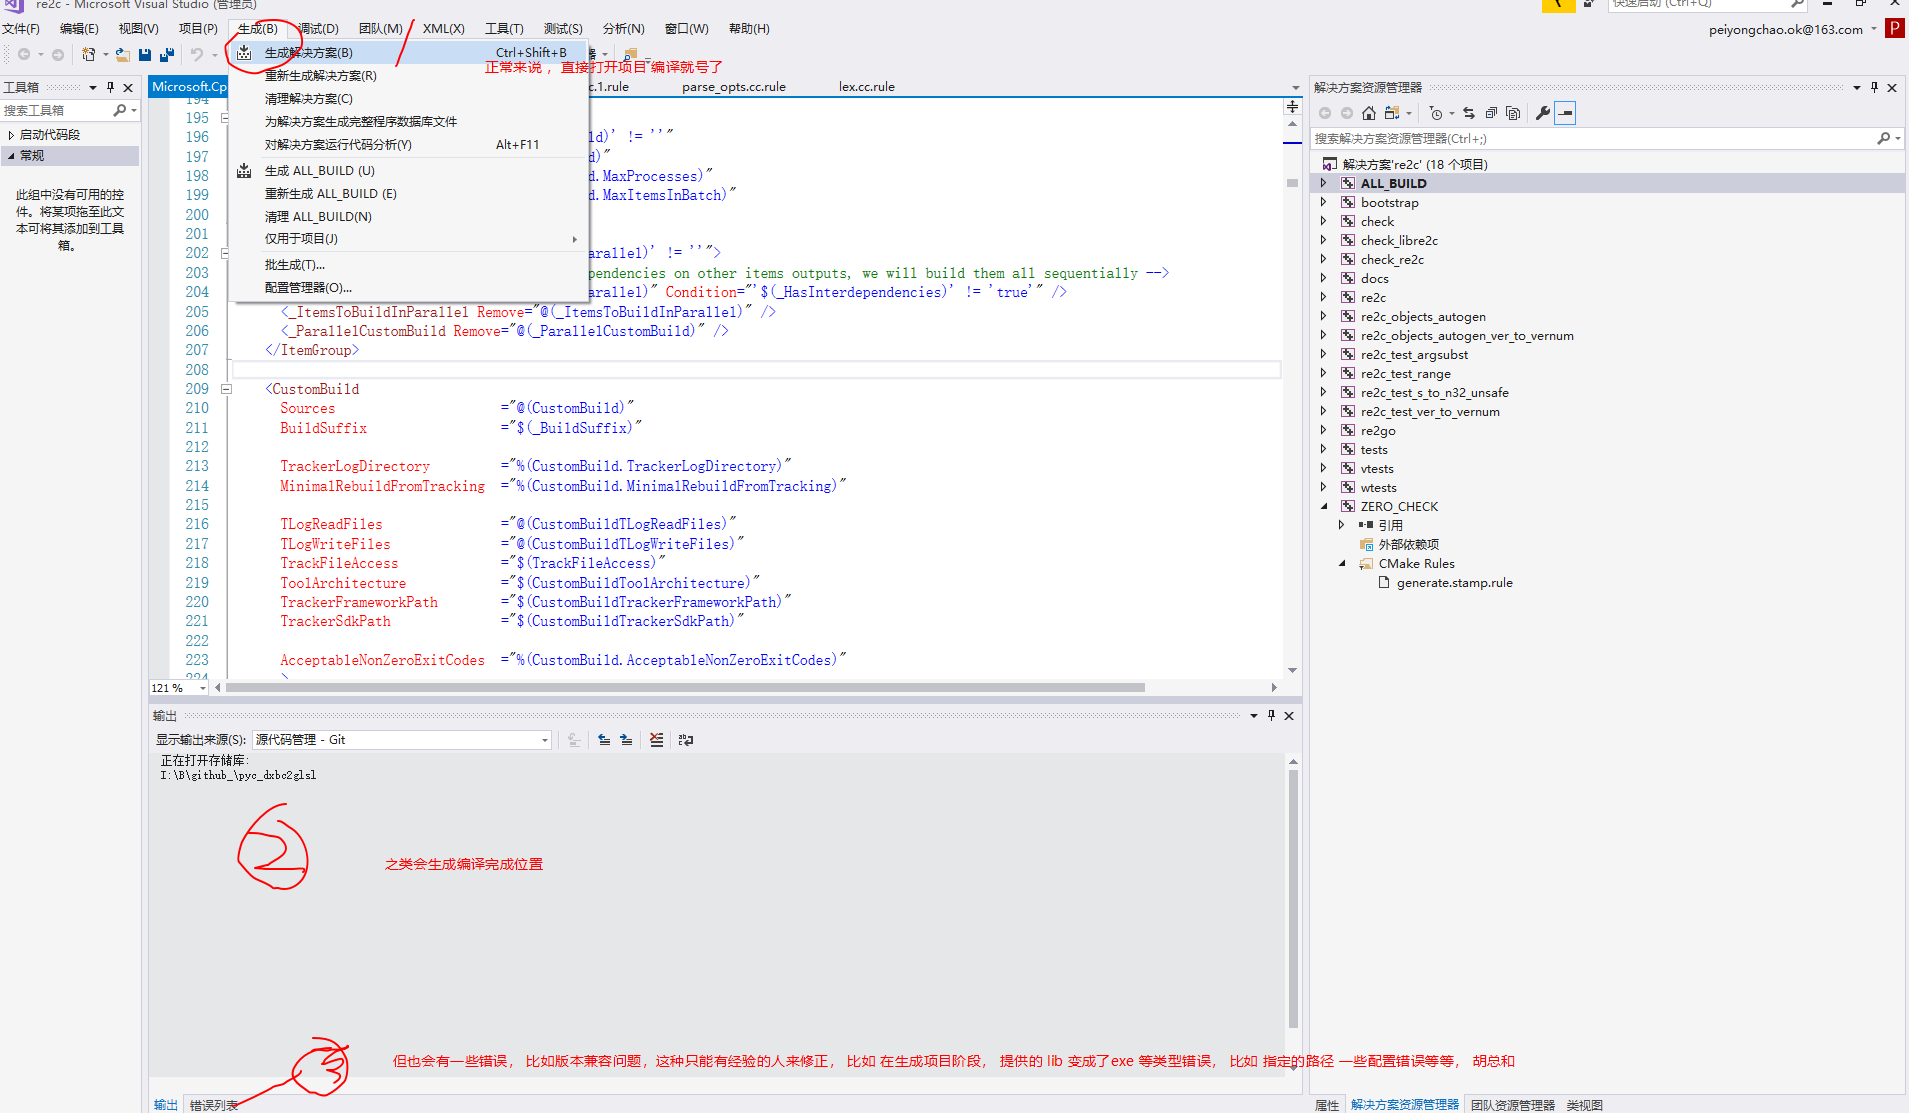 re2c - Microsoft Visual Studio (管理员)
快速启动 (Ctrl+Q)
文件(F) 编辑(E) 视图(V) 项目(P) 生成(B) 调试(D) 团队(M) XML(X) 工具(T) 测试(S) 分析(N) 窗口(W) 帮助(H)
peiyongchao.ok@163.com P
生成解决方案(B) Ctrl+Shift+B
正常来说 ，直接打开项目 编译就号了
重新生成解决方案(R)
清理解决方案(C)
为解决方案生成完整程序数据库文件
对解决方案运行代码分析(Y) Alt+F11
生成 ALL_BUILD (U)
重新生成 ALL_BUILD (E)
清理 ALL_BUILD(N)
仅用于项目(J)
批生成(T)...
配置管理器(O)...
工具箱
搜索工具箱
启动代码段
常规
此组中没有可用的控
件。将某项拖至此文
本可将其添加到工具
箱。
Microsoft.Cp
c.1.rule parse_opts.cc.rule lex.cc.rule
194
195
196 ld)' != ''"
197 d)"
198 d.MaxProcesses)"
199 d.MaxItemsInBatch)"
200
201
202 arallel)' != ''">
203 pendencies on other items outputs, we will build them all sequentially -->
204 arallel)" Condition="'$(_HasInterdependencies)' != 'true'" />
205 <_ItemsToBuildInParallel Remove="@(_ItemsToBuildInParallel)" />
206 <_ParallelCustomBuild Remove="@(_ParallelCustomBuild)" />
207 </ItemGroup>
208
209 <CustomBuild
210 Sources ="@(CustomBuild)"
211 BuildSuffix ="$(_BuildSuffix)"
212
213 TrackerLogDirectory ="%(CustomBuild.TrackerLogDirectory)"
214 MinimalRebuildFromTracking ="%(CustomBuild.MinimalRebuildFromTracking)"
215
216 TLogReadFiles ="@(CustomBuildTLogReadFiles)"
217 TLogWriteFiles ="@(CustomBuildTLogWriteFiles)"
218 TrackFileAccess ="$(TrackFileAccess)"
219 ToolArchitecture ="$(CustomBuildToolArchitecture)"
220 TrackerFrameworkPath ="$(CustomBuildTrackerFrameworkPath)"
221 TrackerSdkPath ="$(CustomBuildTrackerSdkPath)"
222
223 AcceptableNonZeroExitCodes ="%(CustomBuild.AcceptableNonZeroExitCodes)"
224 >
121 %
输出
显示输出来源(S): 源代码管理 - Git
正在打开存储库:
I:\B\github_\pyc_dxbc2glsl
2
之类会生成编译完成位置
3
但也会有一些错误， 比如版本兼容问题，这种只能有经验的人来修正， 比如 在生成项目阶段， 提供的 lib 变成了exe 等类型错误， 比如 指定的路径 一些配置错误等等， 胡总和
输出 错误列表
解决方案资源管理器
搜索解决方案资源管理器(Ctrl+;)
解决方案're2c' (18 个项目)
ALL_BUILD
bootstrap
check
check_libre2c
check_re2c
docs
re2c
re2c_objects_autogen
re2c_objects_autogen_ver_to_vernum
re2c_test_argsubst
re2c_test_range
re2c_test_s_to_n32_unsafe
re2c_test_ver_to_vernum
re2go
tests
vtests
wtests
ZERO_CHECK
引用
外部依赖项
CMake Rules
generate.stamp.rule
属性 解决方案资源管理器 团队资源管理器 类视图